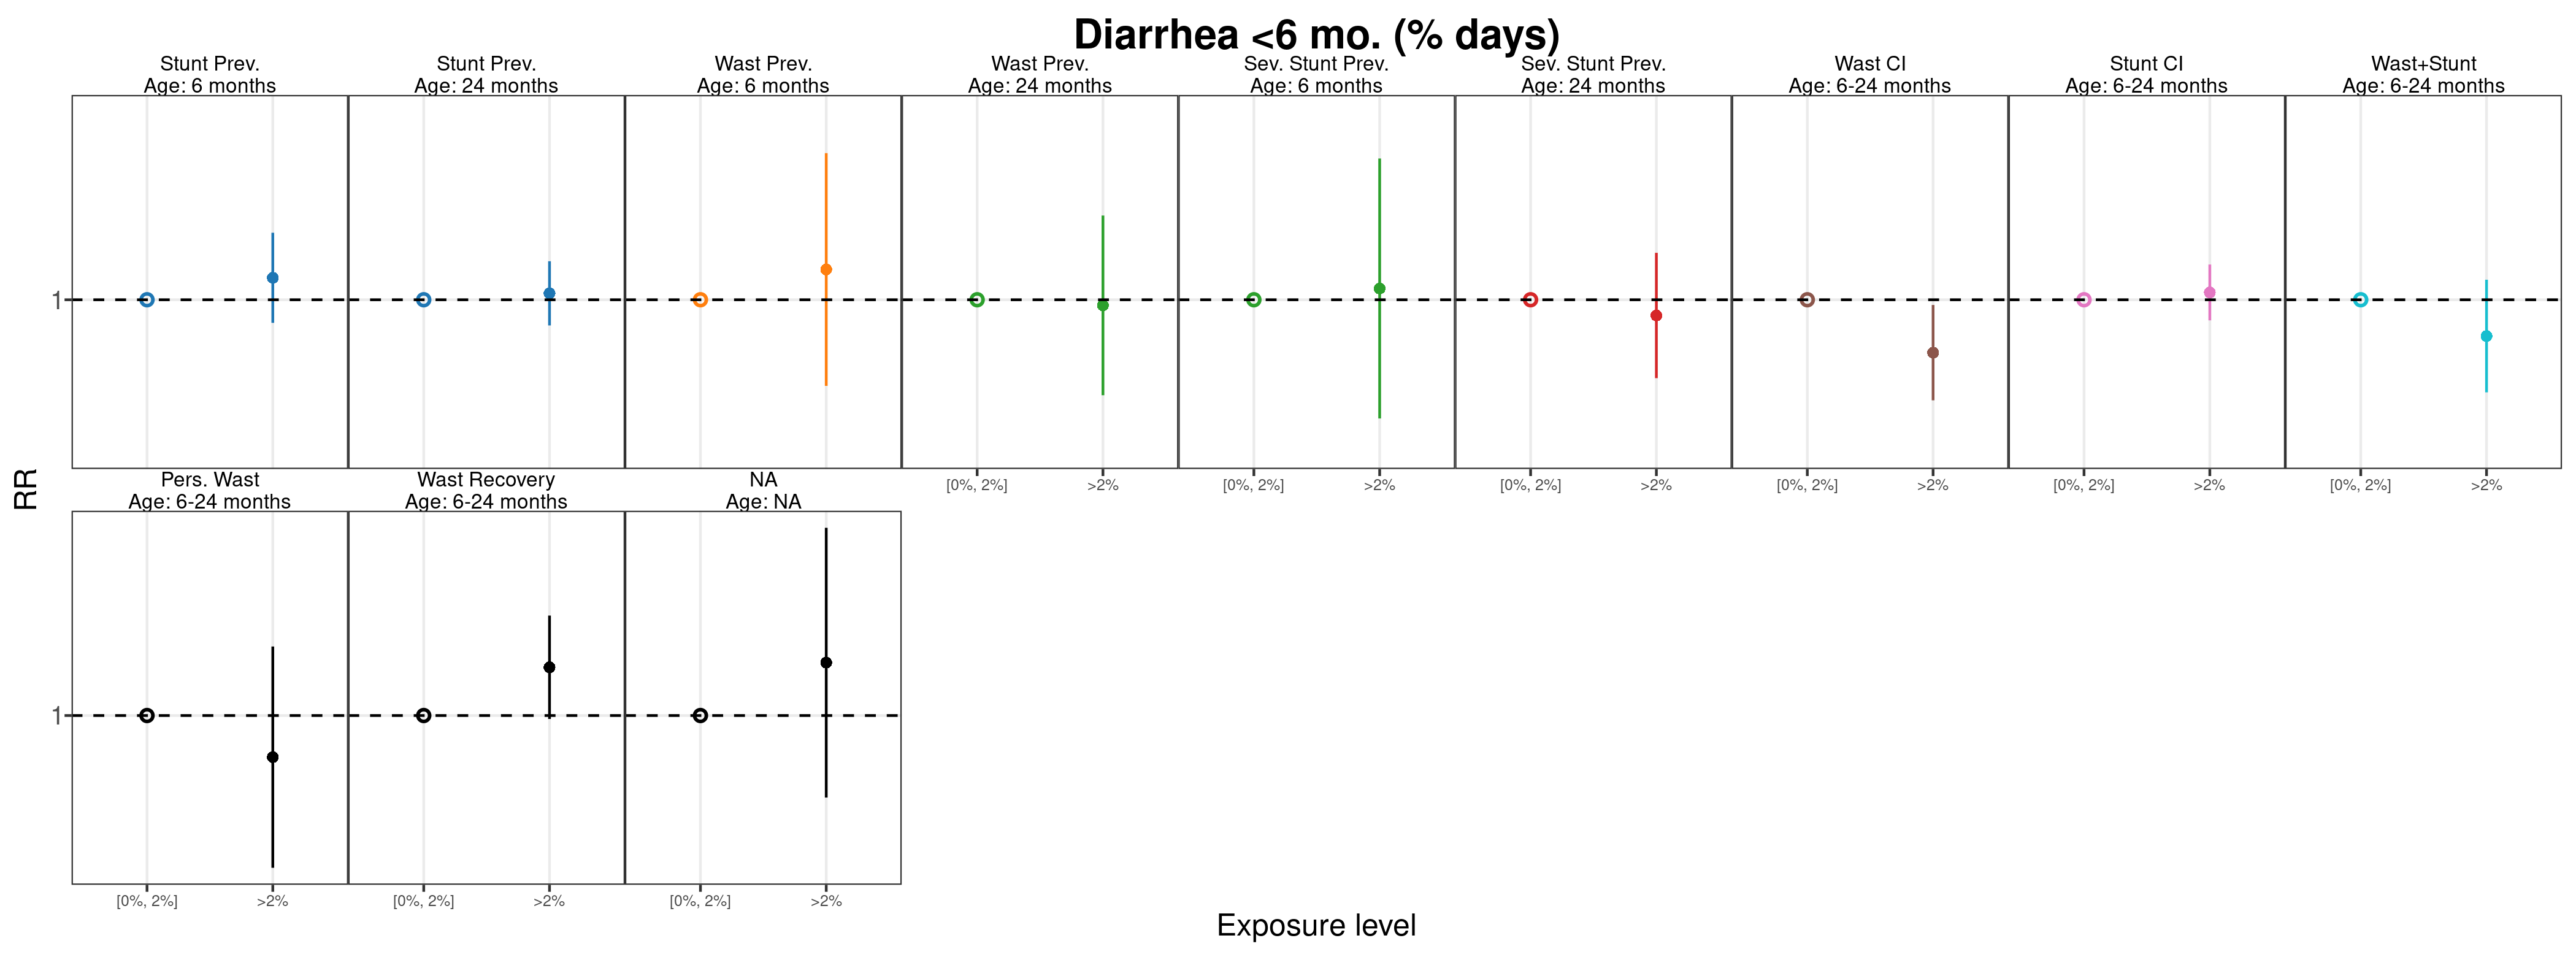 Diarrhea <6 mo. (% days)
Stunt Prev. Stunt Prev. Wast Prev. Wast Prev. Sev. Stunt Prev. Sev. Stunt Prev. Wast CI Stunt CI Wast+Stunt
Age: 6 months Age: 24 months Age: 6 months Age: 24 months Age: 6 months Age: 24 months Age: 6-24 months Age: 6-24 months Age: 6-24 months
1
RR
Pers. Wast Wast Recovery NA
[0%, 2%] >2% [0%, 2%] >2% [0%, 2%] >2% [0%, 2%] >2% [0%, 2%] >2% [0%, 2%] >2%
Age: 6-24 months Age: 6-24 months Age: NA
1
[0%, 2%] >2% [0%, 2%] >2% [0%, 2%] >2%
Exposure level